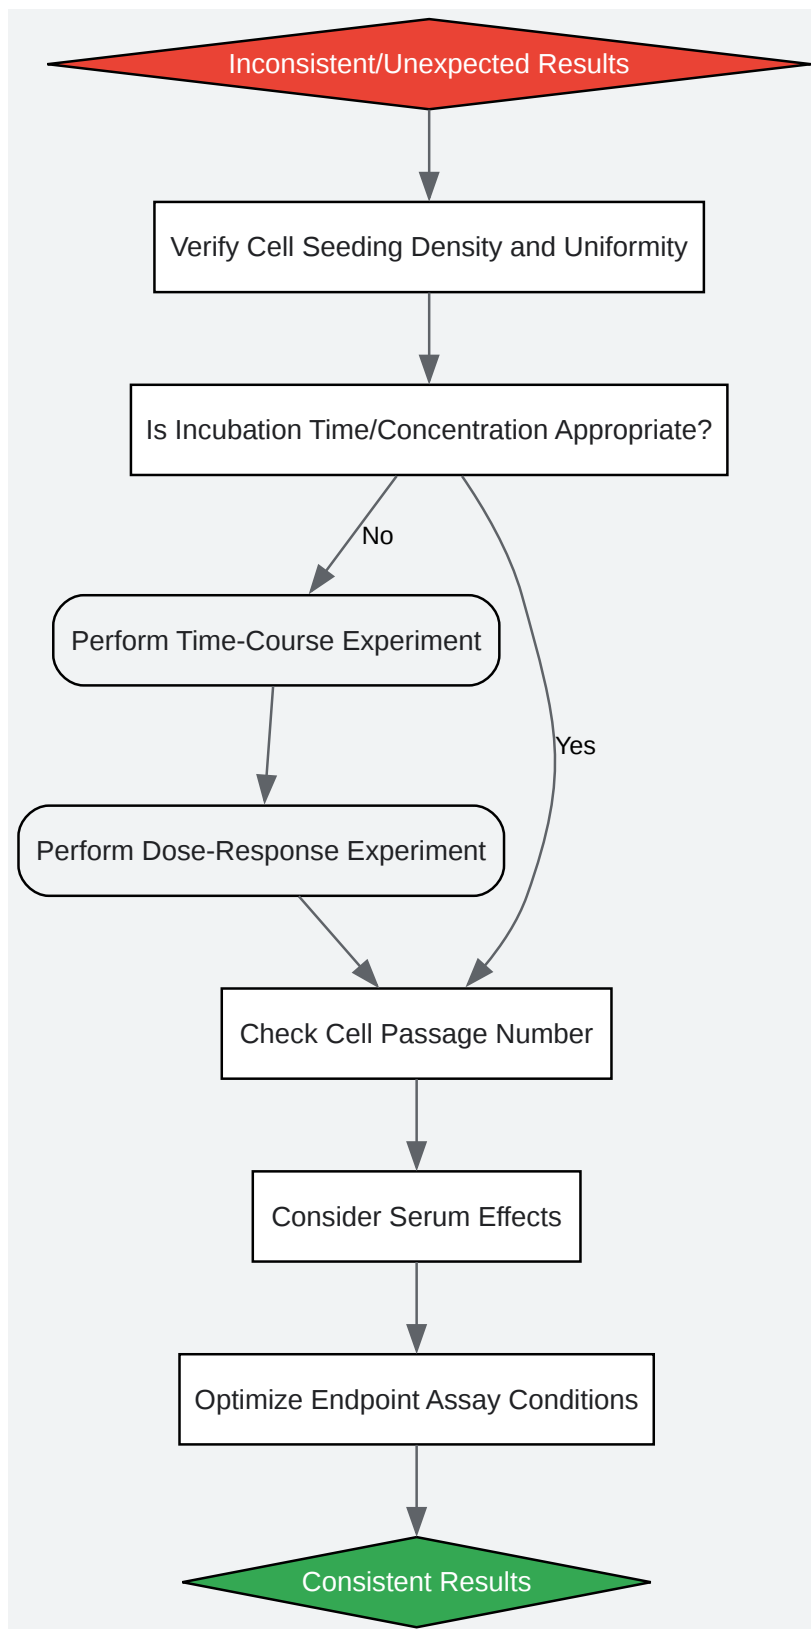 Inconsistent/Unexpected Results
Verify Cell Seeding Density and Uniformity
Is Incubation Time/Concentration Appropriate?
No
Perform Time-Course Experiment
Yes
Perform Dose-Response Experiment
Check Cell Passage Number
Consider Serum Effects
Optimize Endpoint Assay Conditions
Consistent Results